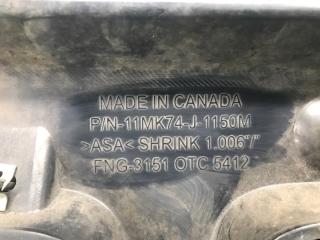 MADE IN CANADA
P/N-11MK74-J-1150M
>ASA< SHRINK 1.006"/"
FNG-3151 OTC 5412